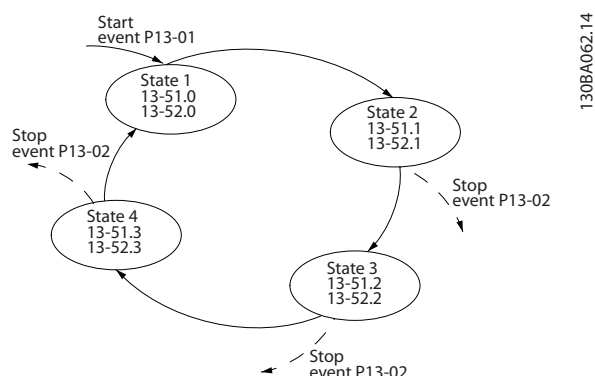 Start
event P13-01
State 1
13-51.0
13-52.0
State 2
13-51.1
13-52.1
Stop
event P13-02
State 3
13-51.2
13-52.2
Stop
event P13-02
State 4
13-51.3
13-52.3
Stop
event P13-02
130BA062.14